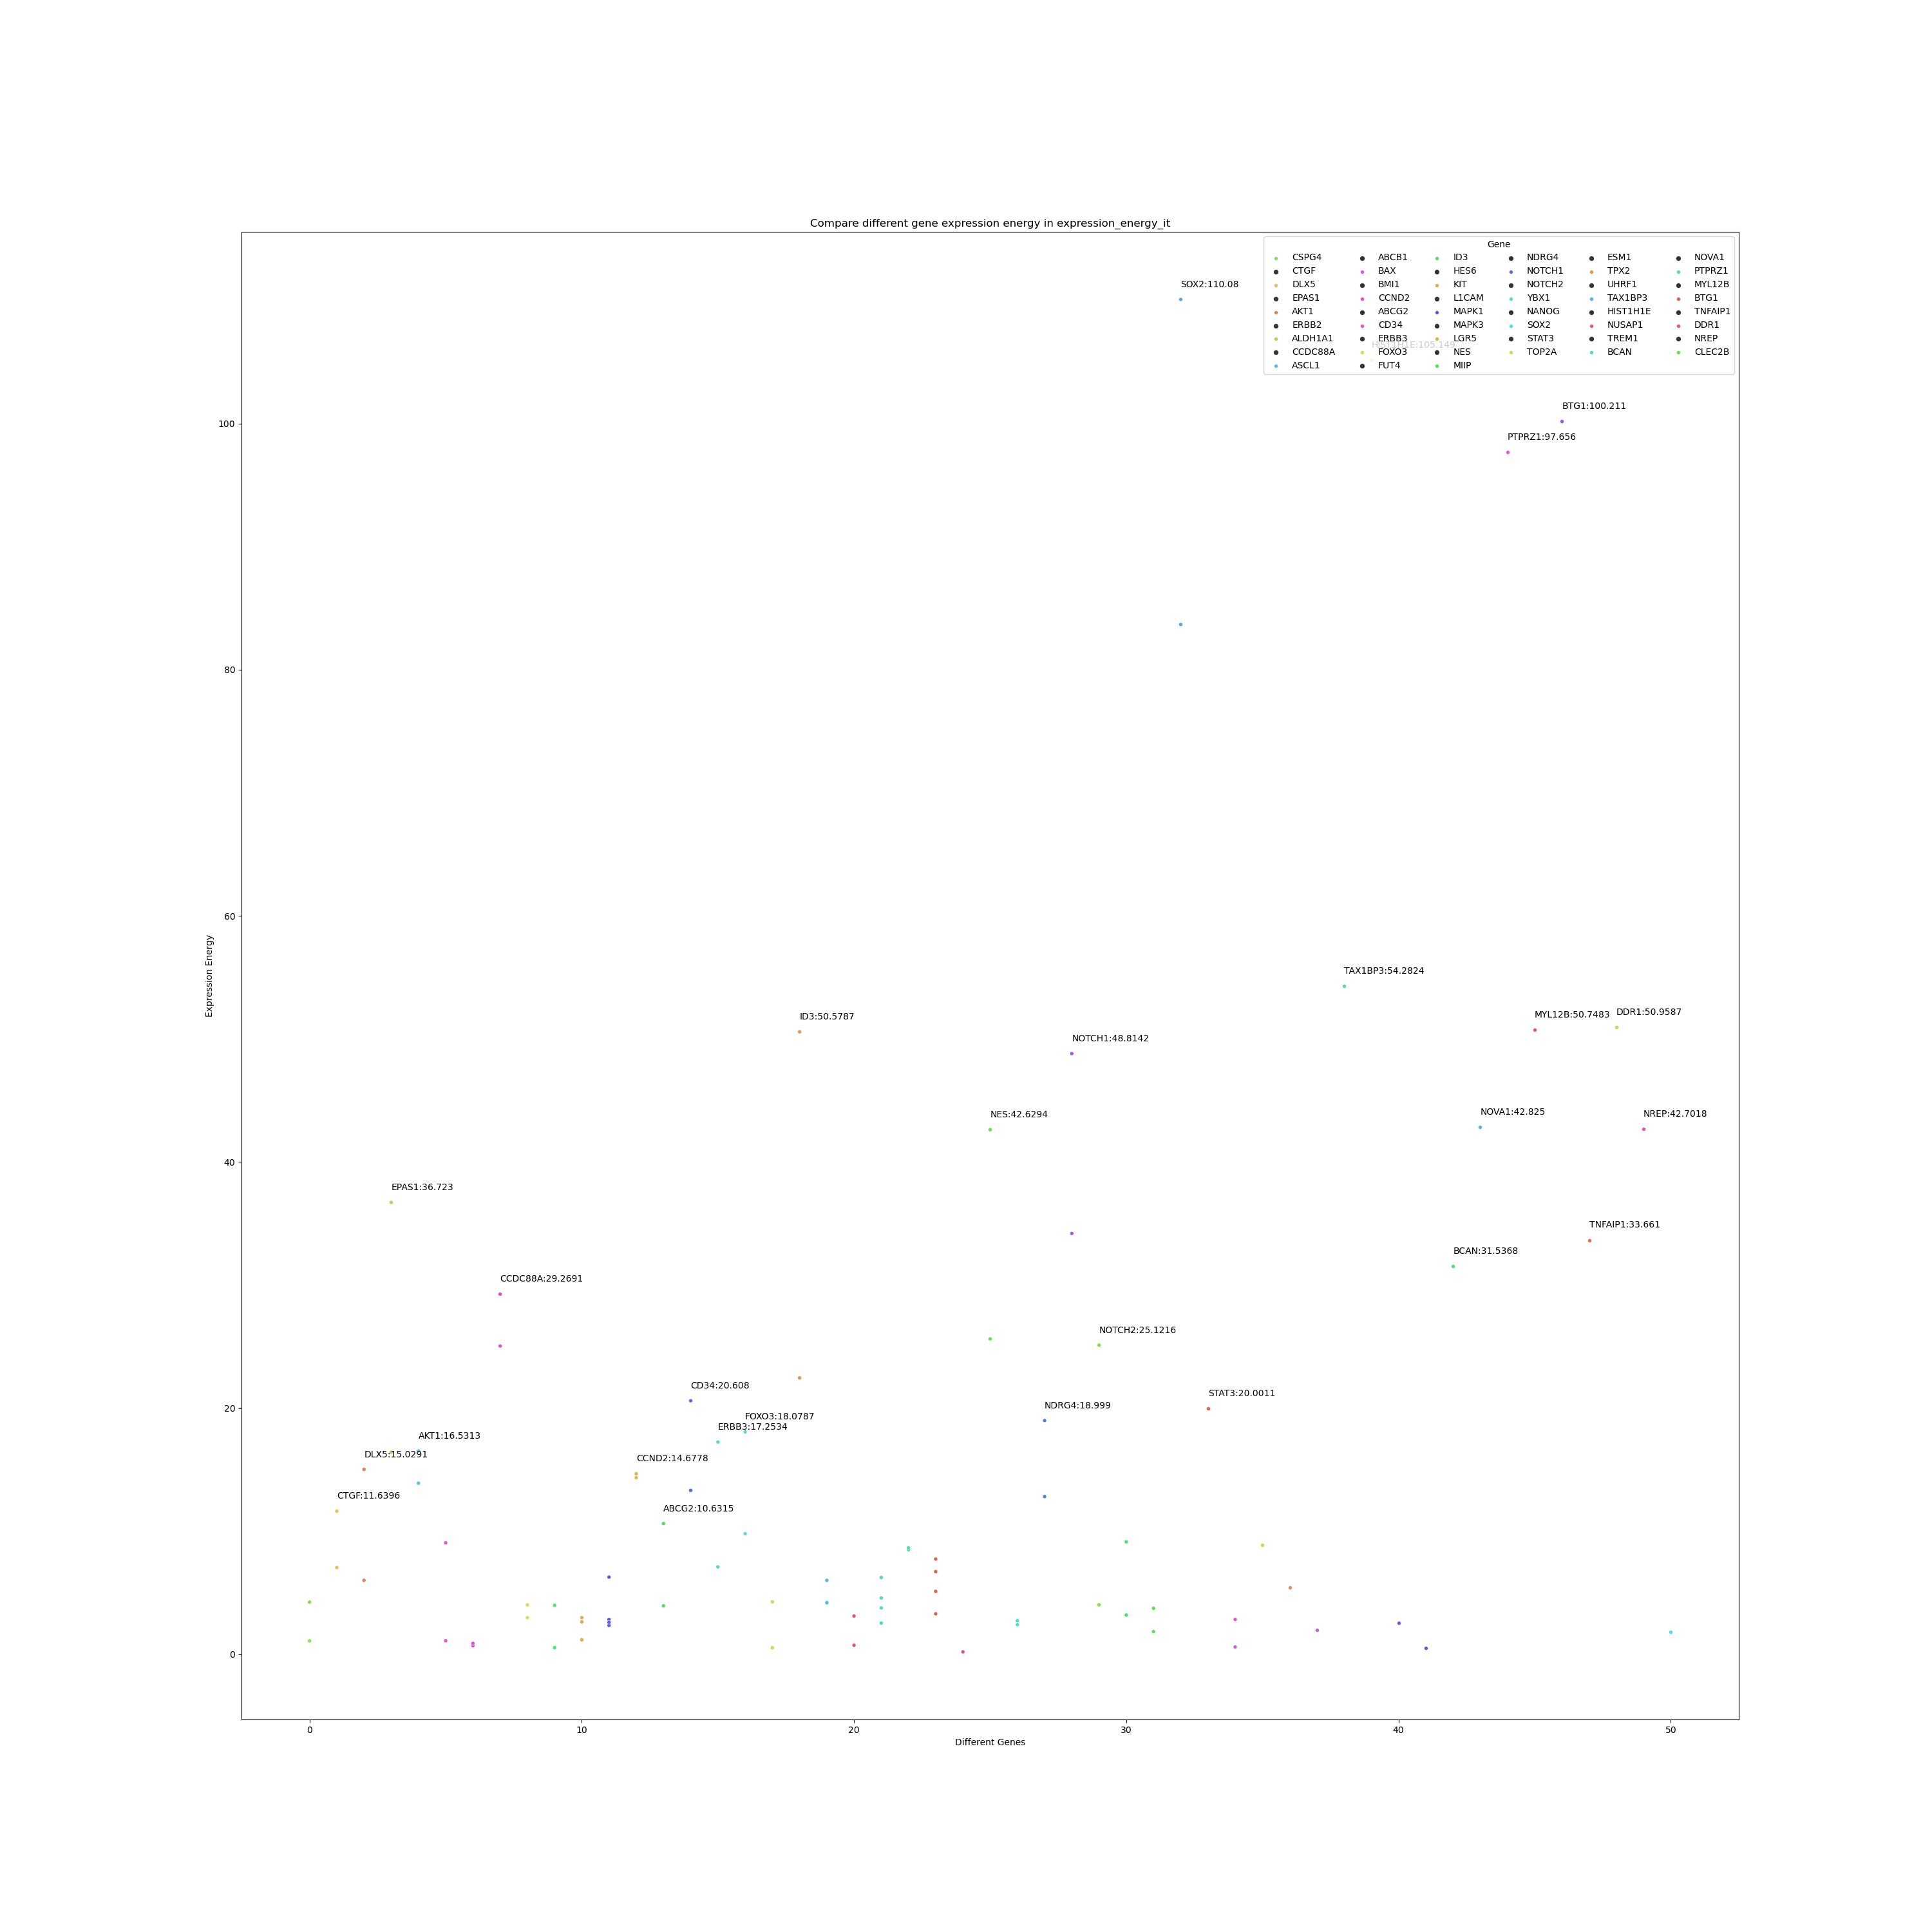 Compare different gene expression energy in expression_energy_it
Gene
CSPG4 ABCB1 ID3 NDRG4 ESM1 NOVA1
CTGF BAX HES6 NOTCH1 TPX2 PTPRZ1
DLX5 BMI1 KIT NOTCH2 UHRF1 MYL12B
EPAS1 CCND2 L1CAM YBX1 TAX1BP3 BTG1
AKT1 ABCG2 MAPK1 NANOG HIST1H1E TNFAIP1
ERBB2 CD34 MAPK3 SOX2 NUSAP1 DDR1
ALDH1A1 ERBB3 LGR5 STAT3 TREM1 NREP
CCDC88A FOXO3 NES TOP2A BCAN CLEC2B
ASCL1 FUT4 MIIP
SOX2:110.08
HIST1H1E:105.149
BTG1:100.211
100
PTPRZ1:97.656
80
60
TAX1BP3:54.2824
ID3:50.5787
MYL12B:50.7483 DDR1:50.9587
NOTCH1:48.8142
NES:42.6294
NOVA1:42.825
NREP:42.7018
40
EPAS1:36.723
TNFAIP1:33.661
BCAN:31.5368
CCDC88A:29.2691
NOTCH2:25.1216
CD34:20.608
STAT3:20.0011
20
NDRG4:18.999
FOXO3:18.0787
ERBB3:17.2534
AKT1:16.5313
DLX5:15.0291
CCND2:14.6778
CTGF:11.6396
ABCG2:10.6315
0
Expression Energy
0 10 20 30 40 50
Different Genes